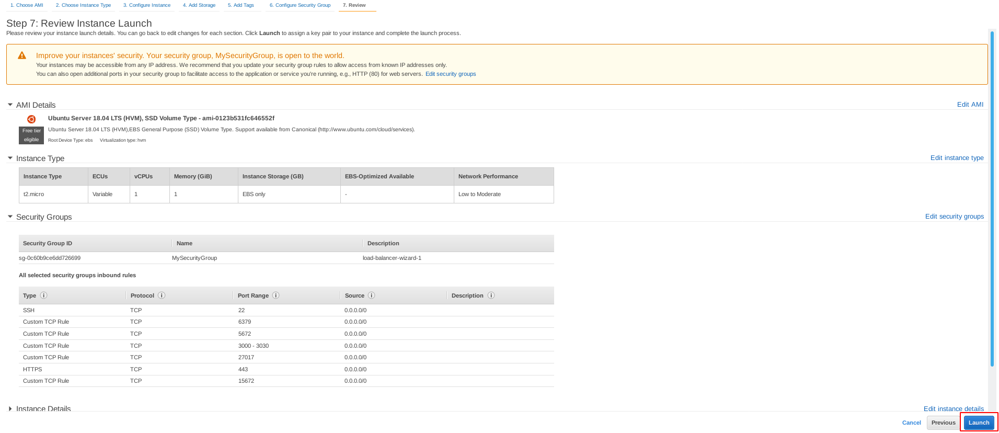 1. Choose AMI 2. Choose Instance Type 3. Configure Instance 4. Add Storage 5. Add Tags 6. Configure Security Group 7. Review
Step 7: Review Instance Launch
Please review your instance launch details. You can go back to edit changes for each section. Click Launch to assign a key pair to your instance and complete the launch process.
Improve your instances' security. Your security group, MySecurityGroup, is open to the world.
Your instances may be accessible from any IP address. We recommend that you update your security group rules to allow access from known IP addresses only.
You can also open additional ports in your security group to facilitate access to the application or service you're running, e.g., HTTP (80) for web servers. Edit security groups
AMI Details Edit AMI
Ubuntu Server 18.04 LTS (HVM), SSD Volume Type - ami-0123b531fc646552f
Free tier
eligible
Ubuntu Server 18.04 LTS (HVM),EBS General Purpose (SSD) Volume Type. Support available from Canonical (http://www.ubuntu.com/cloud/services).
Root Device Type: ebs Virtualization type: hvm
Instance Type Edit instance type
Instance Type ECUs vCPUs Memory (GiB) Instance Storage (GB) EBS-Optimized Available Network Performance
t2.micro Variable 1 1 EBS only - Low to Moderate
Security Groups Edit security groups
Security Group ID Name Description
sg-0c60b9ce6dd726699 MySecurityGroup load-balancer-wizard-1
All selected security groups inbound rules
Type i Protocol i Port Range i Source i Description i
SSH TCP 22 0.0.0.0/0
Custom TCP Rule TCP 6379 0.0.0.0/0
Custom TCP Rule TCP 5672 0.0.0.0/0
Custom TCP Rule TCP 3000 - 3030 0.0.0.0/0
Custom TCP Rule TCP 27017 0.0.0.0/0
HTTPS TCP 443 0.0.0.0/0
Custom TCP Rule TCP 15672 0.0.0.0/0
Instance Details Edit instance details
Cancel Previous Launch